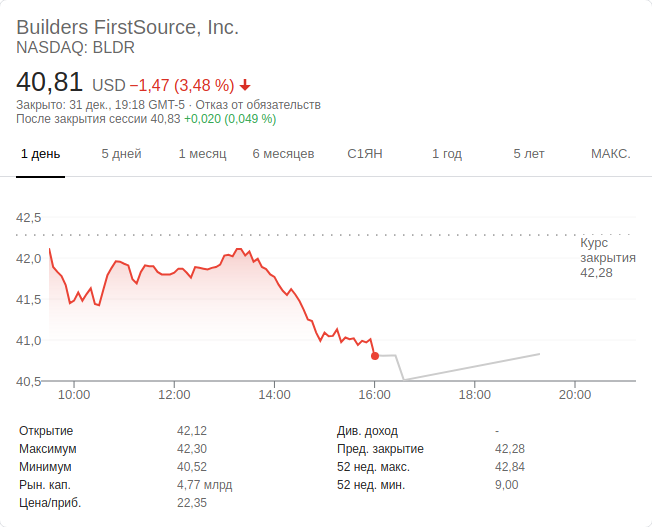 Builders FirstSource, Inc.
NASDAQ: BLDR
40,81 USD −1,47 (3,48 %)
Закрыто: 31 дек., 19:18 GMT-5 · Отказ от обязательств
После закрытия сессии 40,83 +0,020 (0,049 %)
1 день 5 дней 1 месяц 6 месяцев С1ЯН 1 год 5 лет МАКС.
42,5
Курс
закрытия
42,28
42,0
41,5
41,0
40,5
10:00 12:00 14:00 16:00 18:00 20:00
Открытие 42,12 Див. доход -
Максимум 42,30 Пред. закрытие 42,28
Минимум 40,52 52 нед. макс. 42,84
Рын. кап. 4,77 млрд 52 нед. мин. 9,00
Цена/приб. 22,35